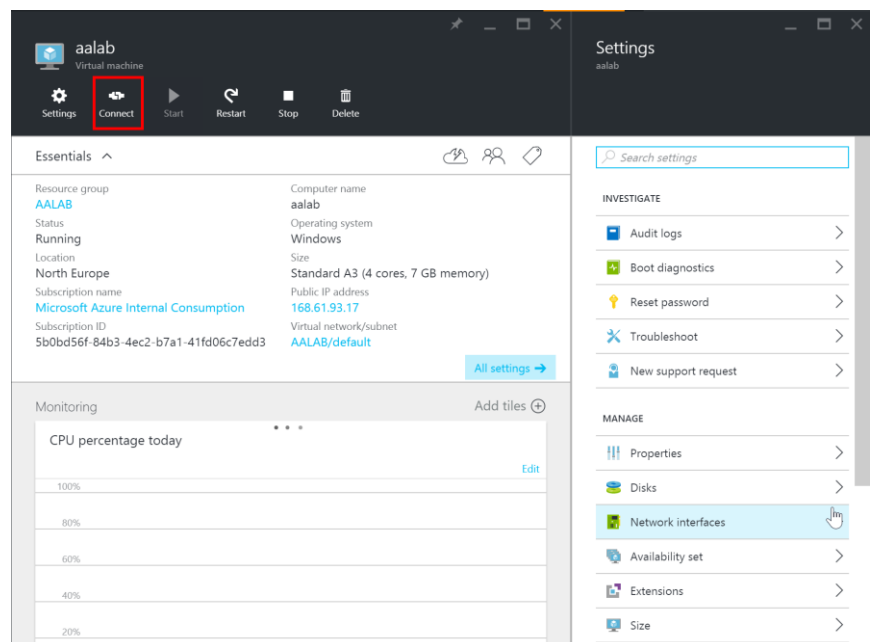 aalab
Virtual machine
Settings
Connect
Start
Restart
Stop
Delete
Essentials
Resource group
AALAB
Status
Running
Location
North Europe
Subscription name
Microsoft Azure Internal Consumption
Subscription ID
5b0bd56f-84b3-4ec2-b7a1-41fd06c7edd3
Computer name
aalab
Operating system
Windows
Size
Standard A3 (4 cores, 7 GB memory)
Public IP address
168.61.93.17
Virtual network/subnet
AALAB/default
All settings
Monitoring
Add tiles
CPU percentage today
Edit
100%
80%
60%
40%
20%
Settings
aalab
Search settings
INVESTIGATE
Audit logs
Boot diagnostics
Reset password
Troubleshoot
New support request
MANAGE
Properties
Disks
Network interfaces
Availability set
Extensions
Size